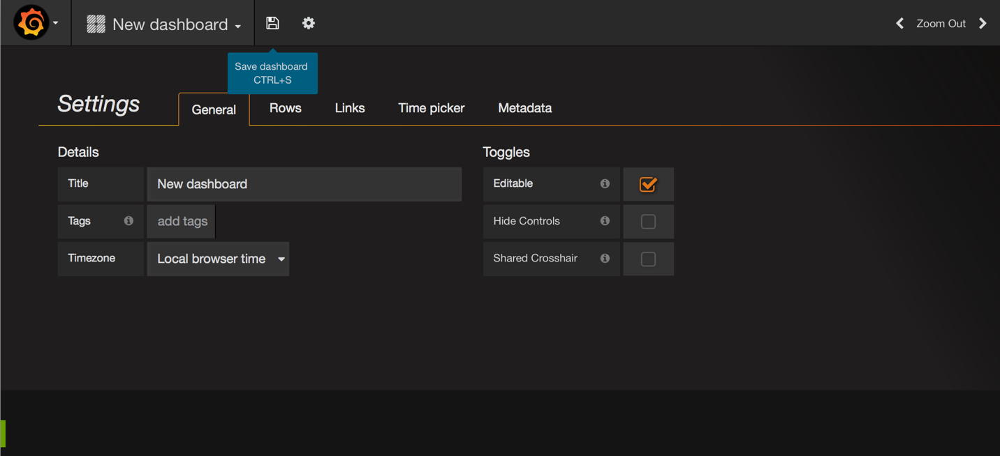 New dashboard
Zoom Out
Save dashboard
CTRL+S
Settings
General
Rows
Links
Time picker
Metadata
Details
Title
New dashboard
Tags
add tags
Timezone
Local browser time
Toggles
Editable
Hide Controls
Shared Crosshair